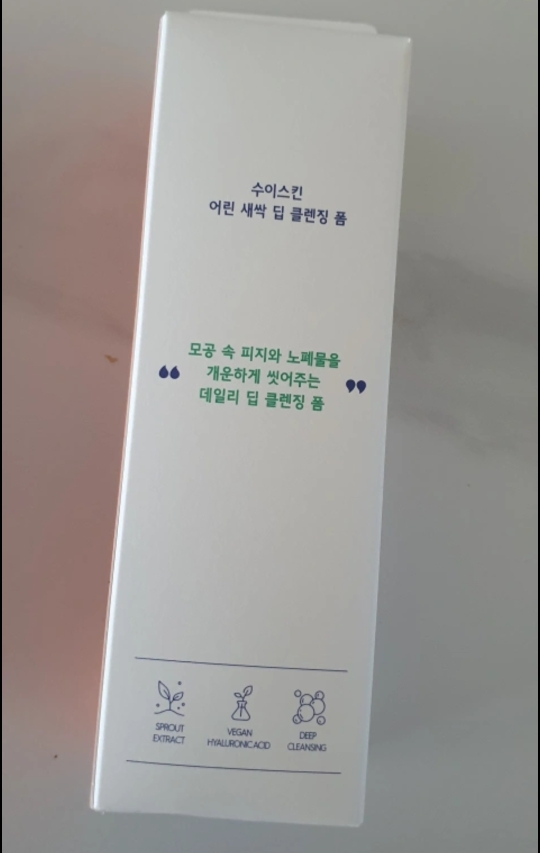 수이스킨
어린 새싹 딥 클렌징 폼
모공 속 피지와 노폐물을
“ 개운하게 씻어주는 ”
데일리 딥 클렌징 폼
SPROUT
EXTRACT
VEGAN
HYALURONICACID
DEEP
CLEANSING